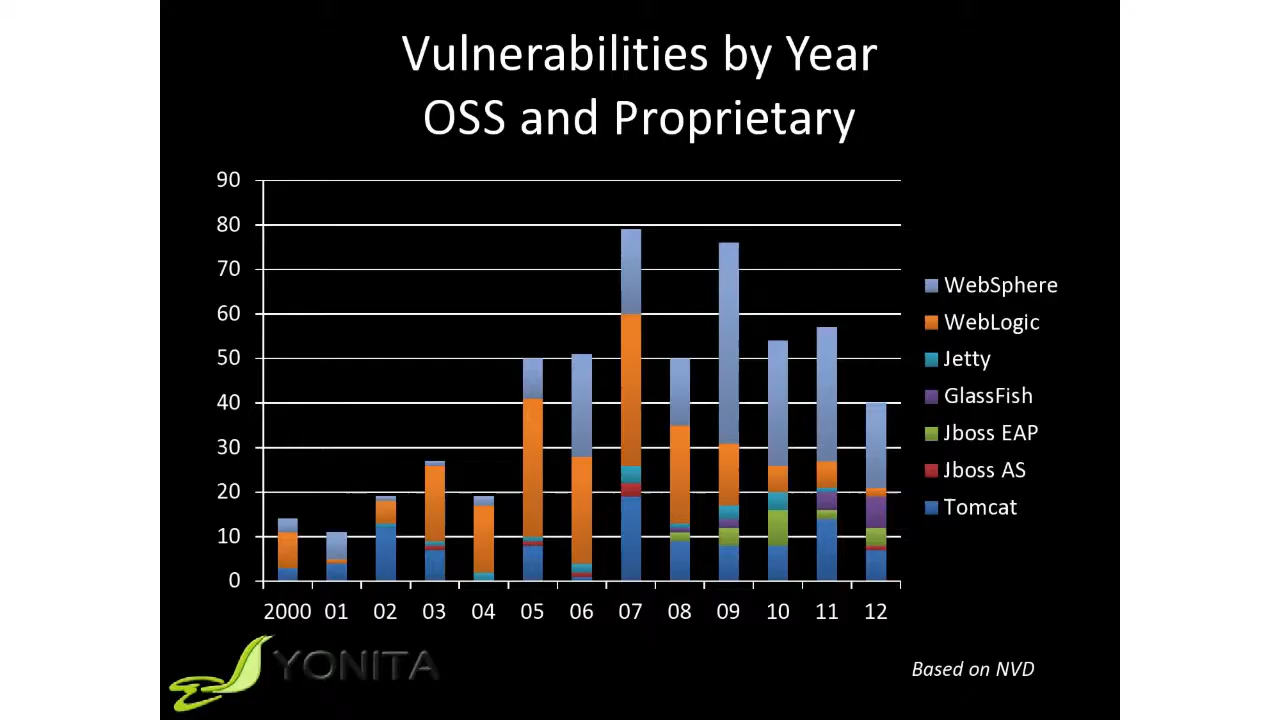 Vulnerabilities by Year
OSS and Proprietary
90
80
70
60
50
40
30
20
10
0
2000 01 02 03 04 05 06 07 08 09 10 11 12
WebSphere
WebLogic
Jetty
GlassFish
Jboss EAP
Jboss AS
Tomcat
YONITA
Based on NVD